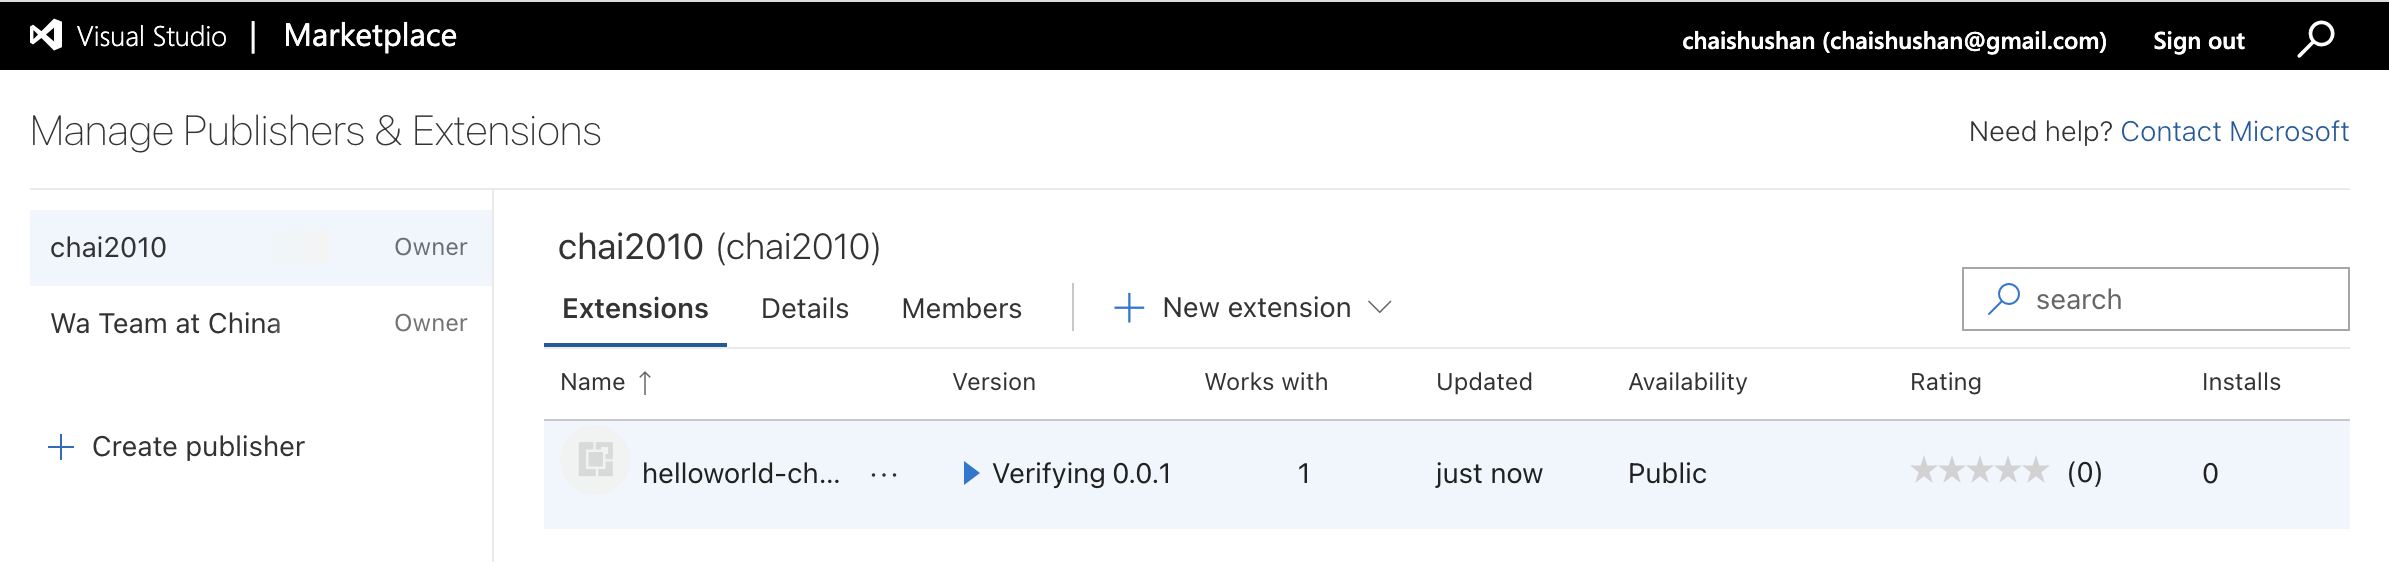 Visual Studio | Marketplace
chaishushan (chaishushan@gmail.com) Sign out
Manage Publishers & Extensions
Need help? Contact Microsoft
chai2010 Owner
Wa Team at China Owner
+ Create publisher
chai2010 (chai2010)
Extensions Details Members + New extension
search
Name ↑ Version Works with Updated Availability Rating Installs
helloworld-ch... ... Verifying 0.0.1 1 just now Public ★★★★★ (0) 0